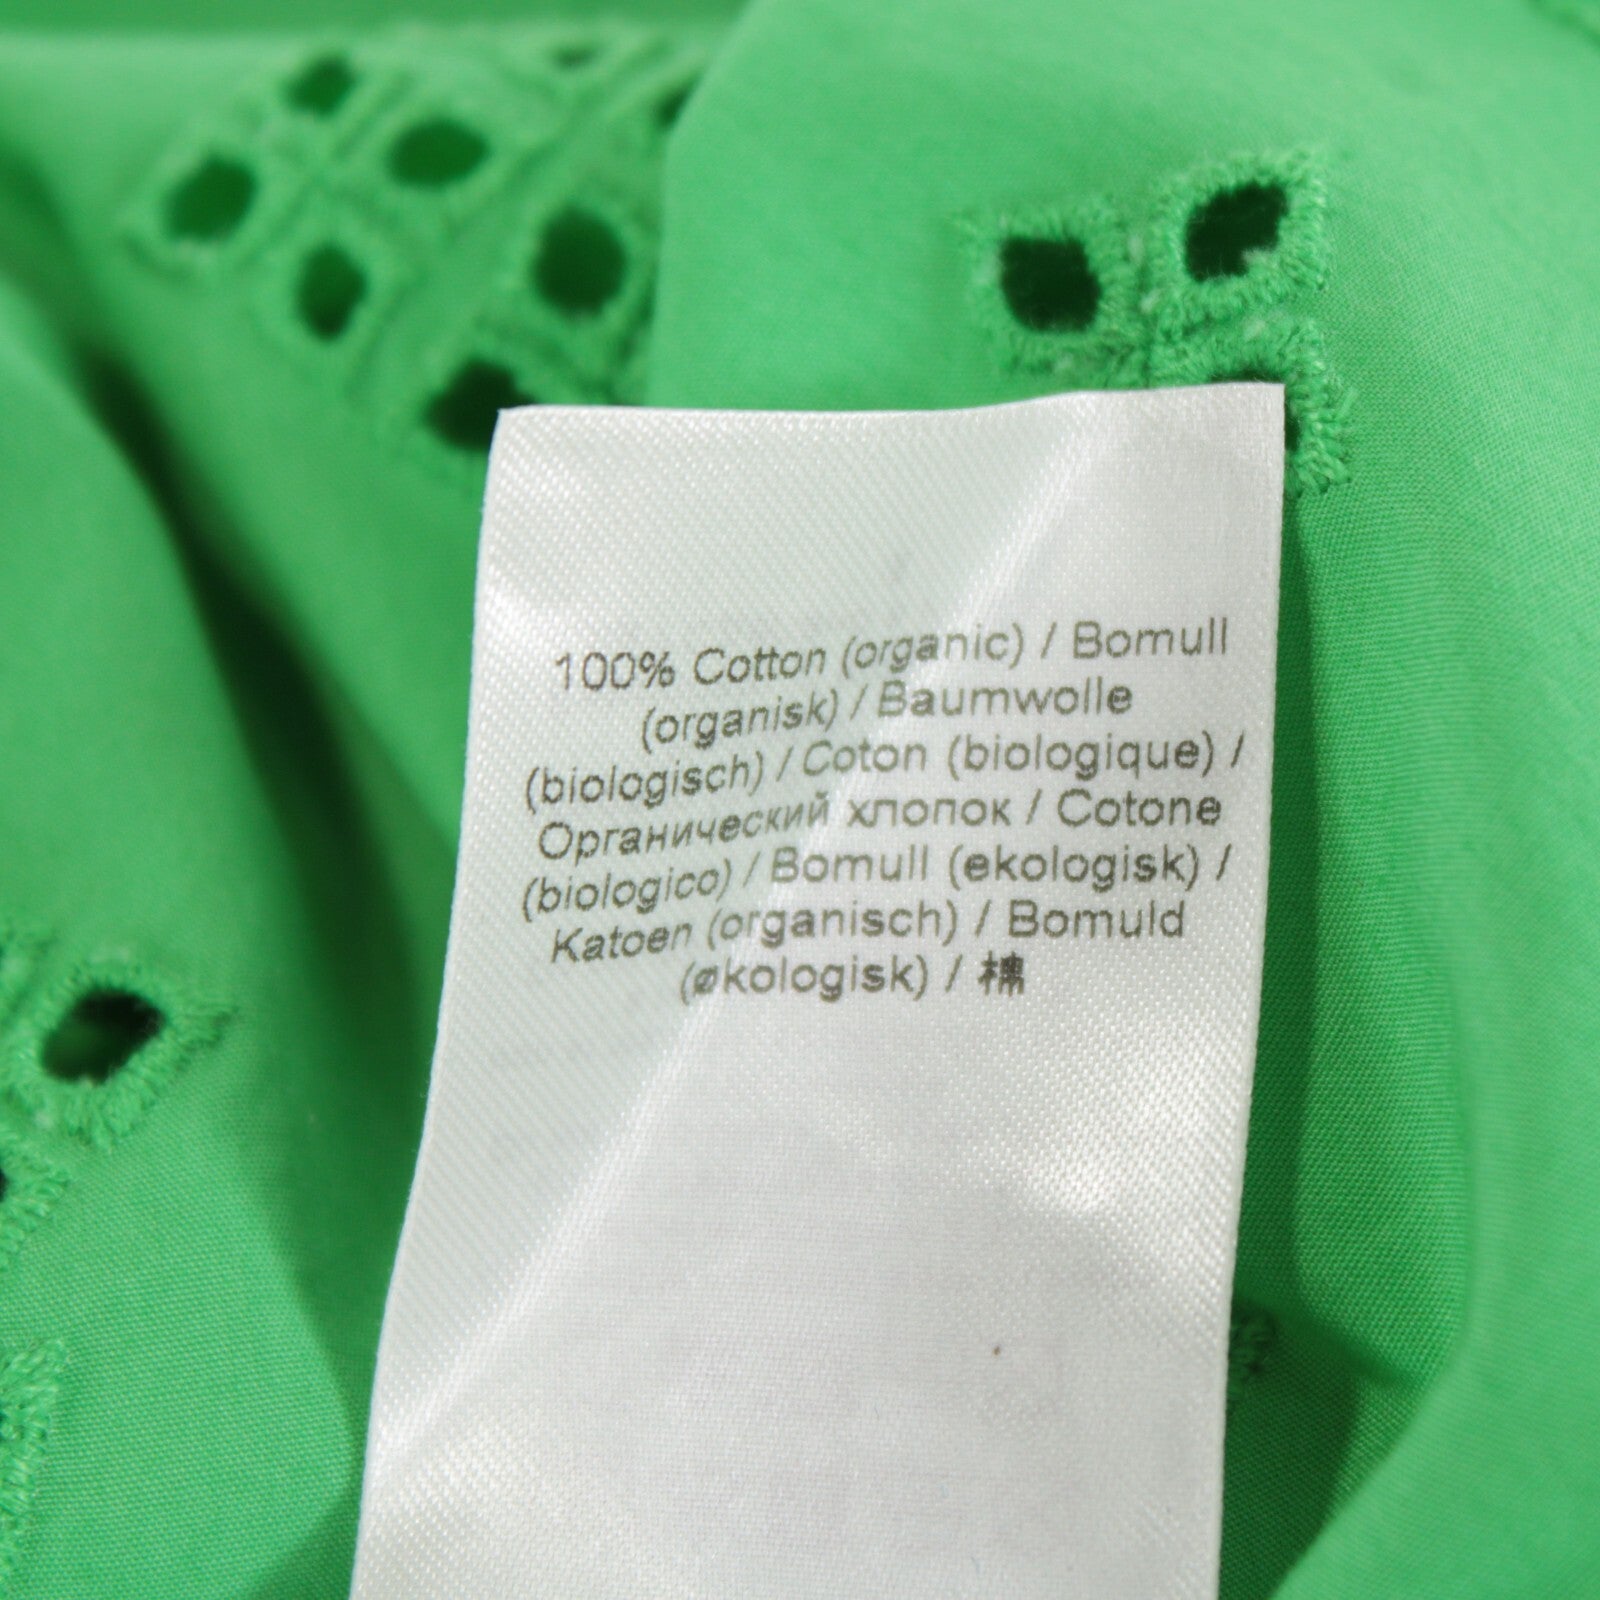 100% Cotton (organic) / Bomull
(organisk) / Baumwolle
(biologisch) / Coton (biologique) /
Органический хлопок / Cotone
(biologico) / Bomull (ekologisk) /
Katoen (organisch) / Bomuld
(økologisk) / 棉